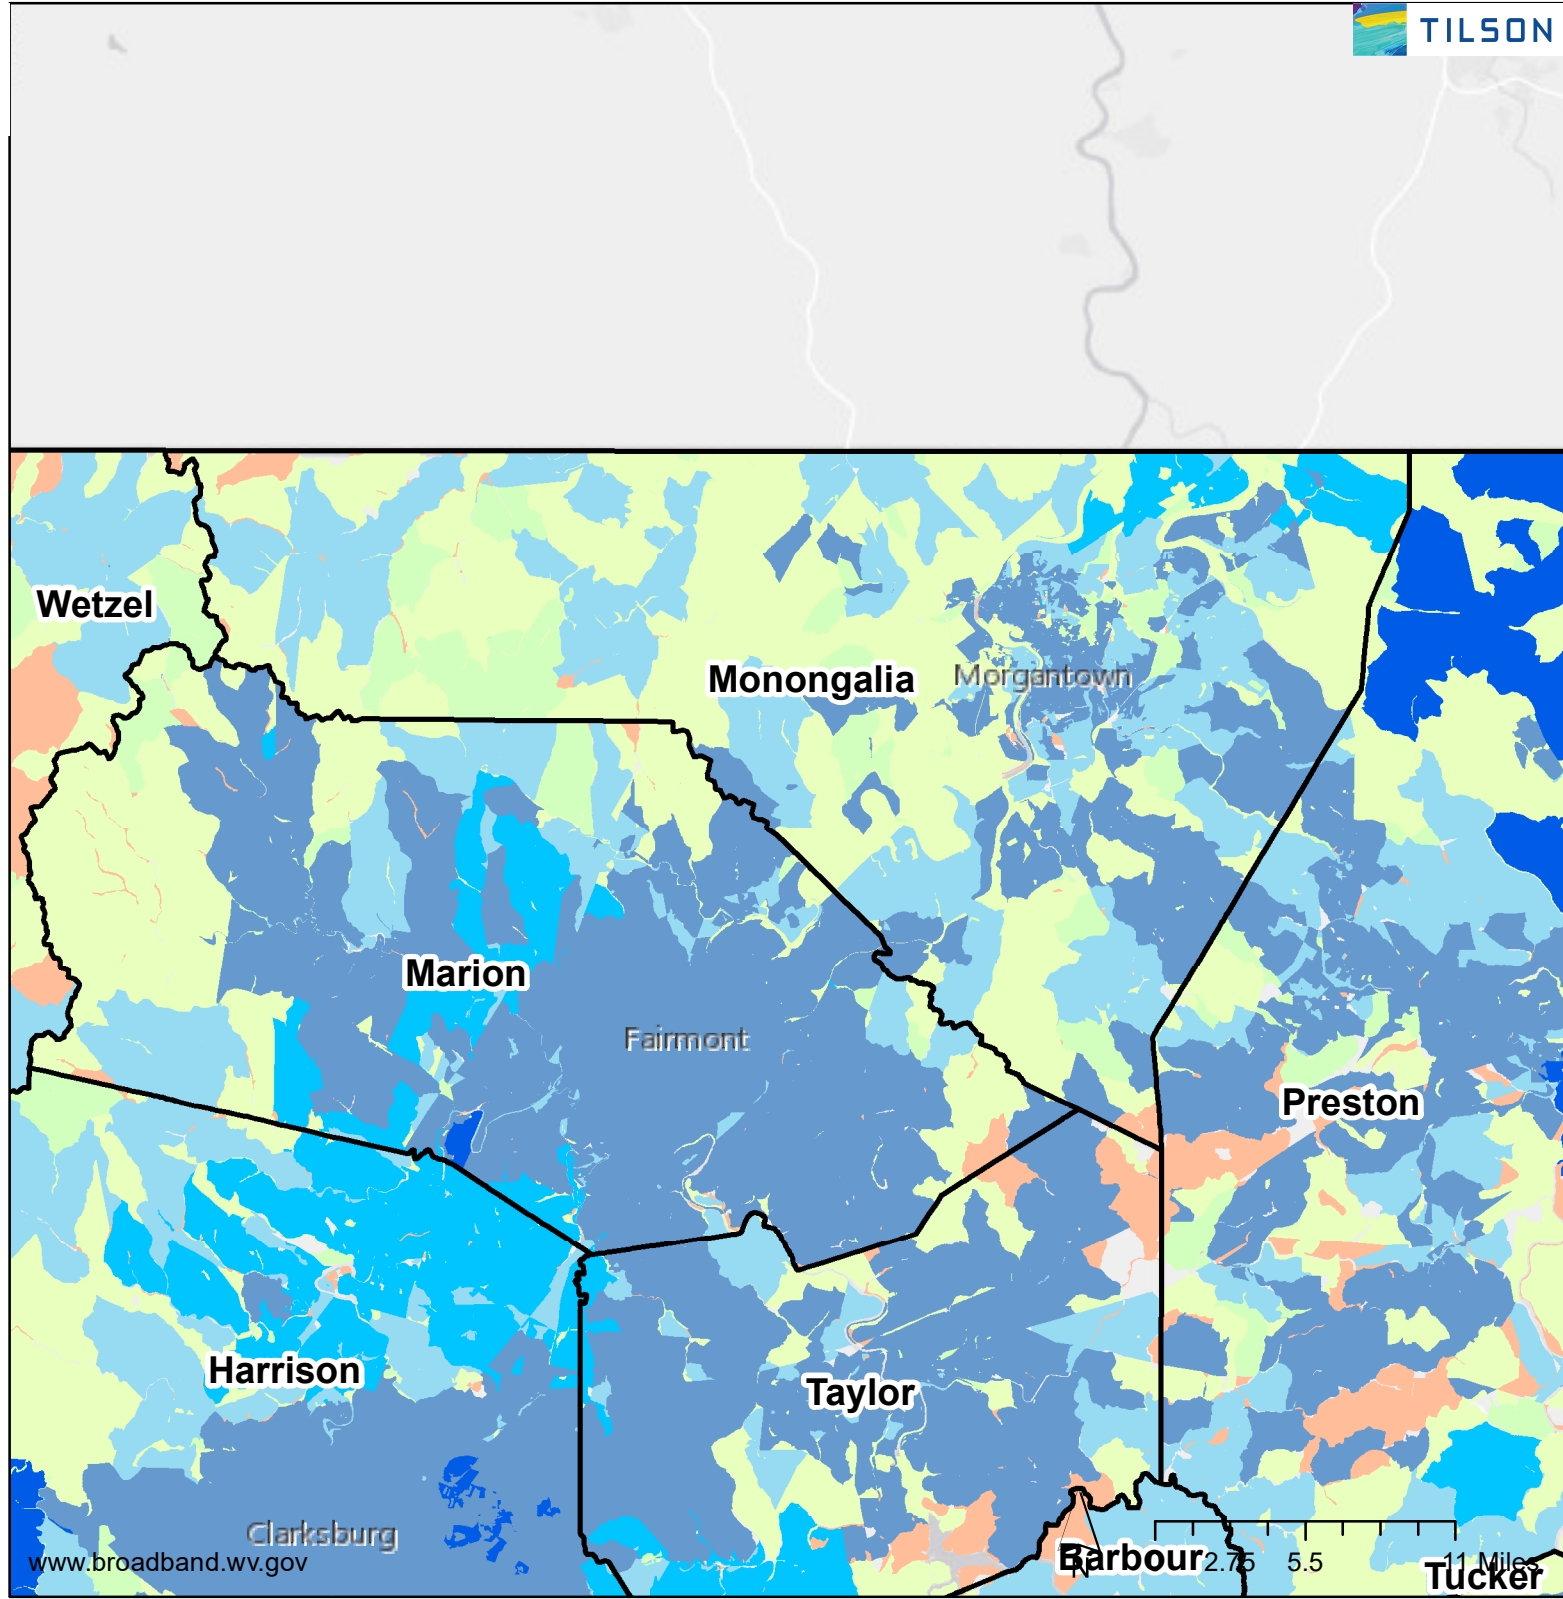 TILSON
Wetzel
Monongalia
Morgantown
Marion
Fairmont
Preston
Harrison
Taylor
Clarksburg
www.broadband.wv.gov
Barbour
N
2.75 5.5 11 Miles
Tucker